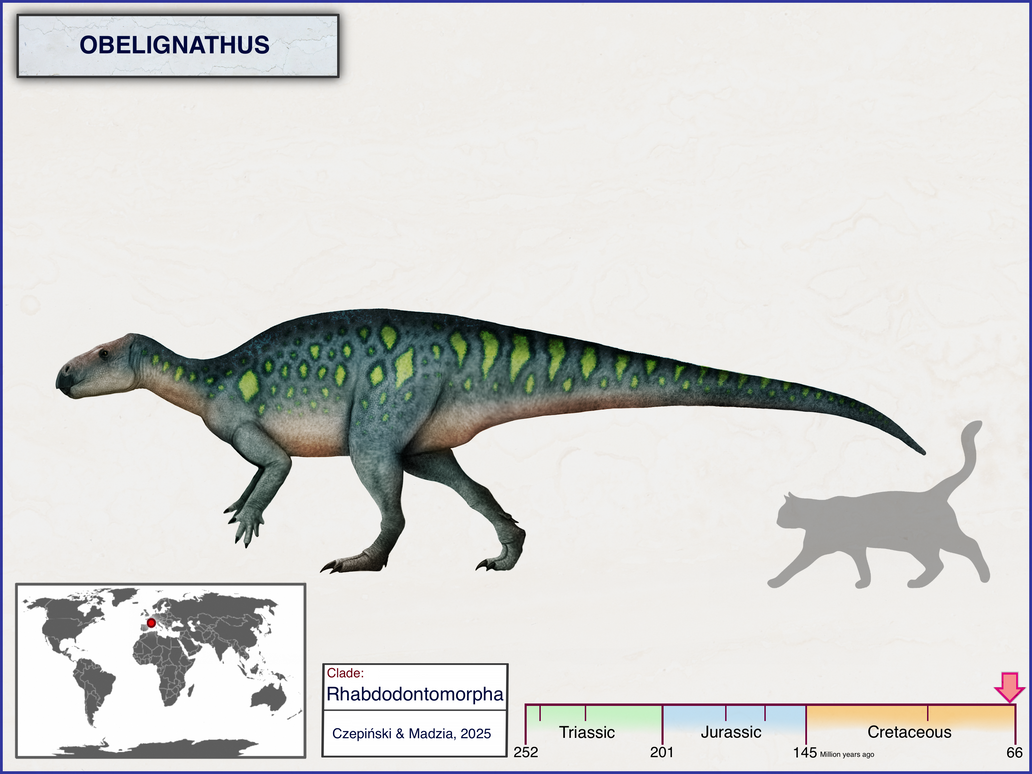 OBELIGNATHUS
Clade:
Rhabdodontomorpha
Czepiński & Madzia, 2025
Triassic
Jurassic
Cretaceous
252
201
145
Million years ago
66